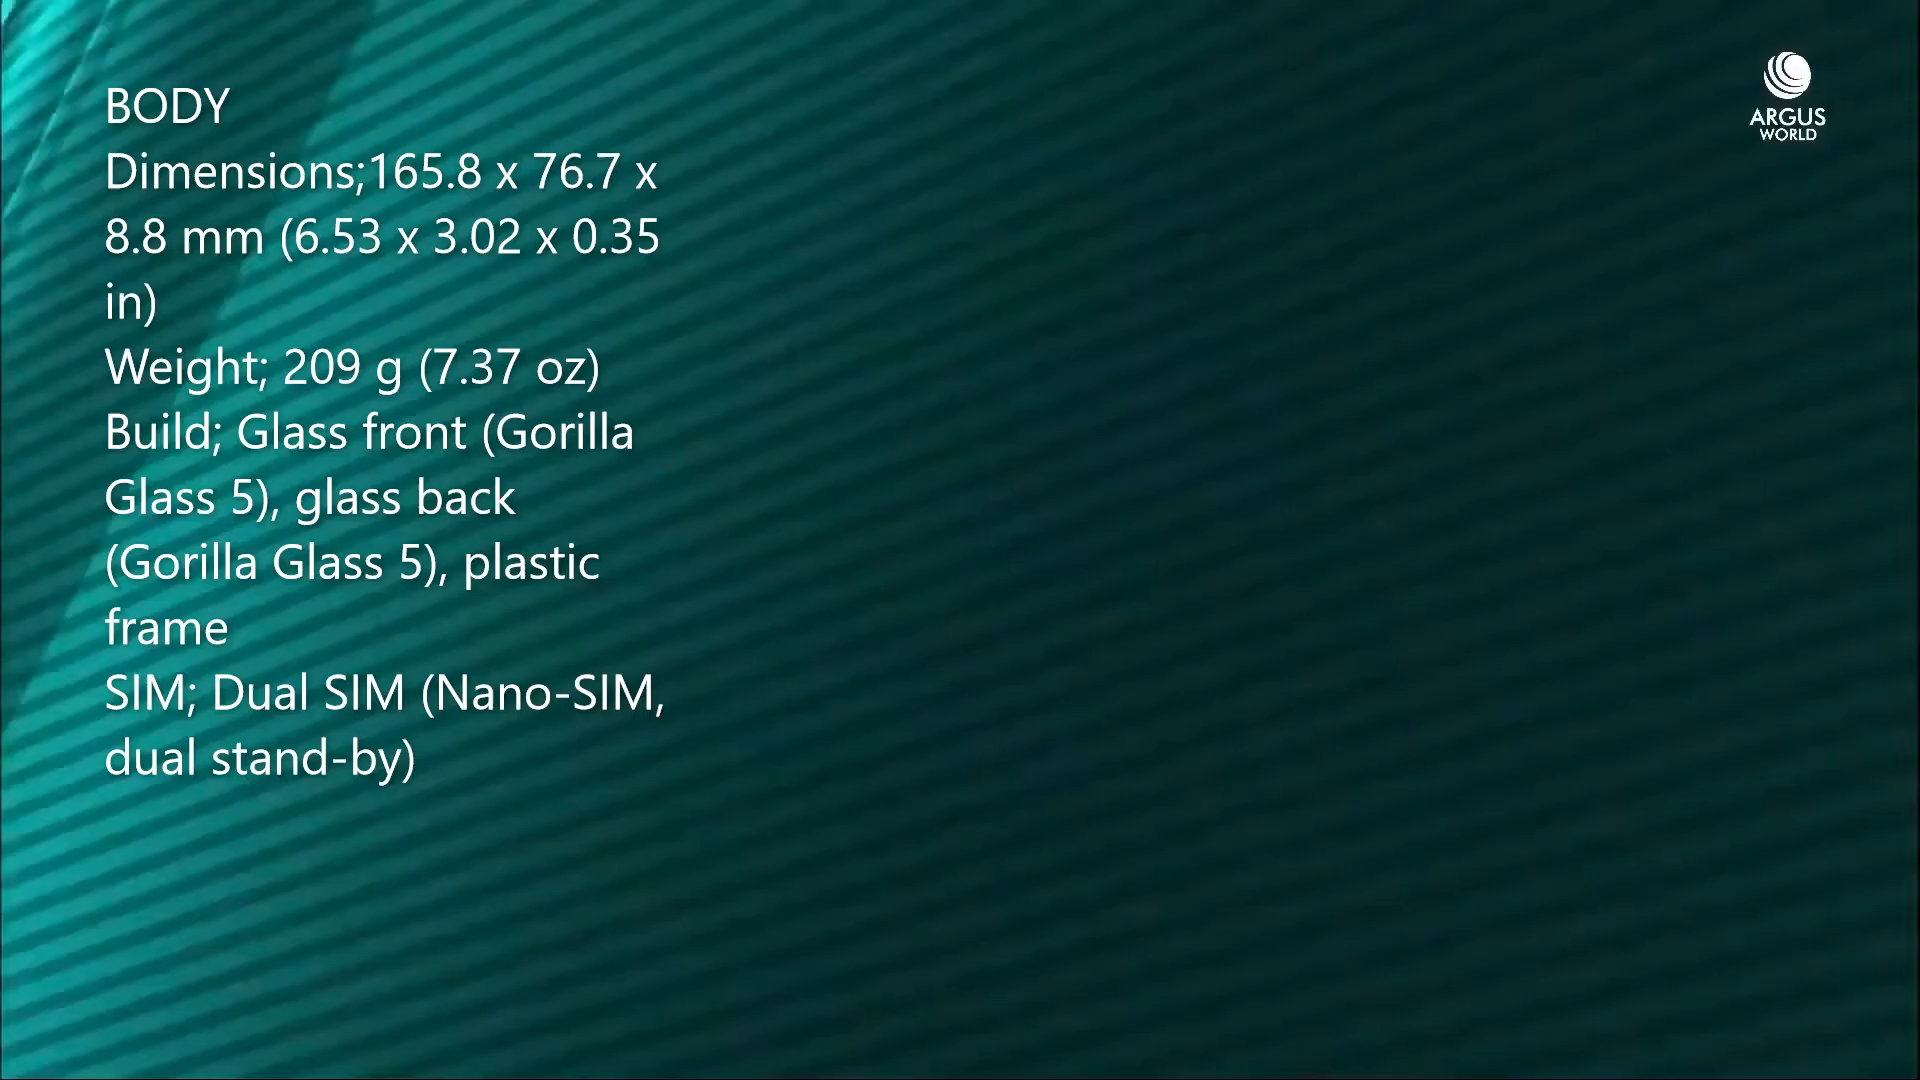 BODY
Dimensions;165.8 x 76.7 x
8.8 mm (6.53 x 3.02 x 0.35
in)
Weight; 209 g (7.37 oz)
Build; Glass front (Gorilla
Glass 5), glass back
(Gorilla Glass 5), plastic
frame
SIM; Dual SIM (Nano-SIM,
dual stand-by)
ARGUS
WORLD